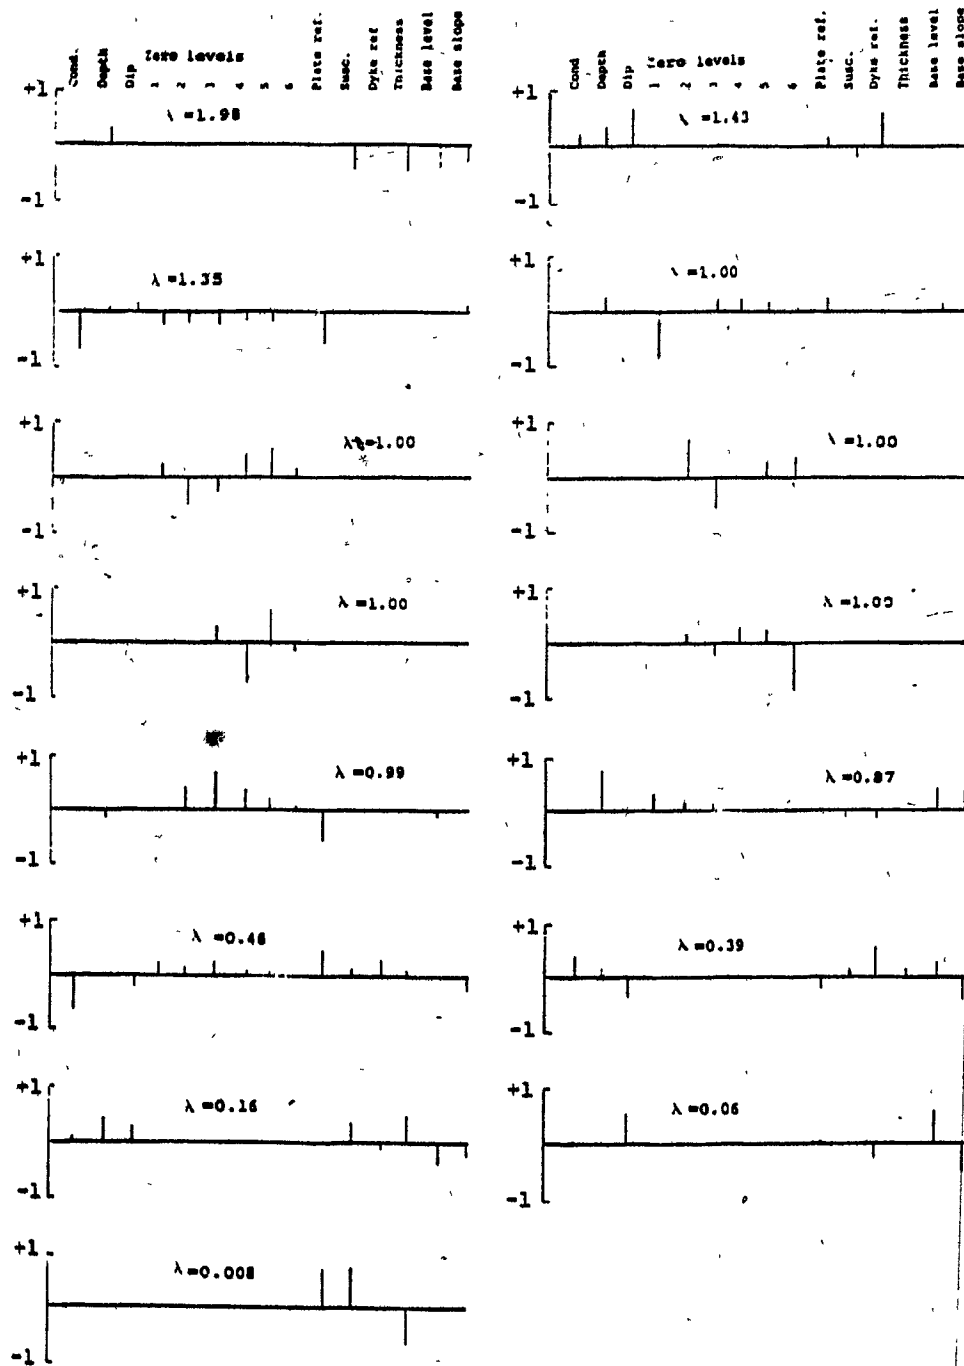 Cond. Depth Dip Zero levels 1 2 3 4 5 6 Plate ref. Susc. Dyke ref Thickness Base level Base slope
Cond Depth Dip Zero levels 1 2 3 4 5 6 Plate ref. Susc. Dyke ref. Thickness Base level Base slope
+1
λ =1.98
-1
+1
λ =1.43
-1
+1
λ =1.35
-1
+1
λ =1.00
-1
+1
λ =1.00
-1
+1
λ =1.00
-1
+1
λ =1.00
-1
+1
λ =1.00
-1
+1
λ =0.99
-1
+1
λ =0.87
-1
+1
λ =0.48
-1
+1
λ =0.39
-1
+1
λ =0.16
-1
+1
λ =0.06
-1
+1
λ =0.008
-1